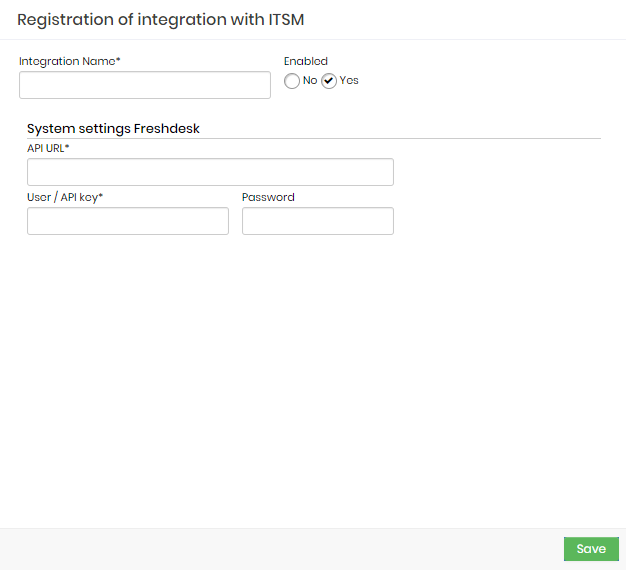 Registration of integration with ITSM
Integration Name* Enabled
No Yes
System settings Freshdesk
API URL*
User / API key* Password
Save